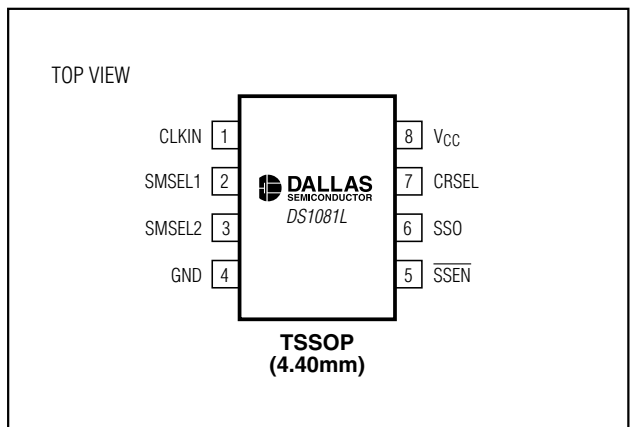 TOP VIEW
CLKIN 1
SMSEL1 2
SMSEL2 3
GND 4
DALLAS
SEMICONDUCTOR
DS1081L
8 VCC
7 CRSEL
6 SSO
5 S̅S̅E̅N̅
TSSOP
(4.40mm)